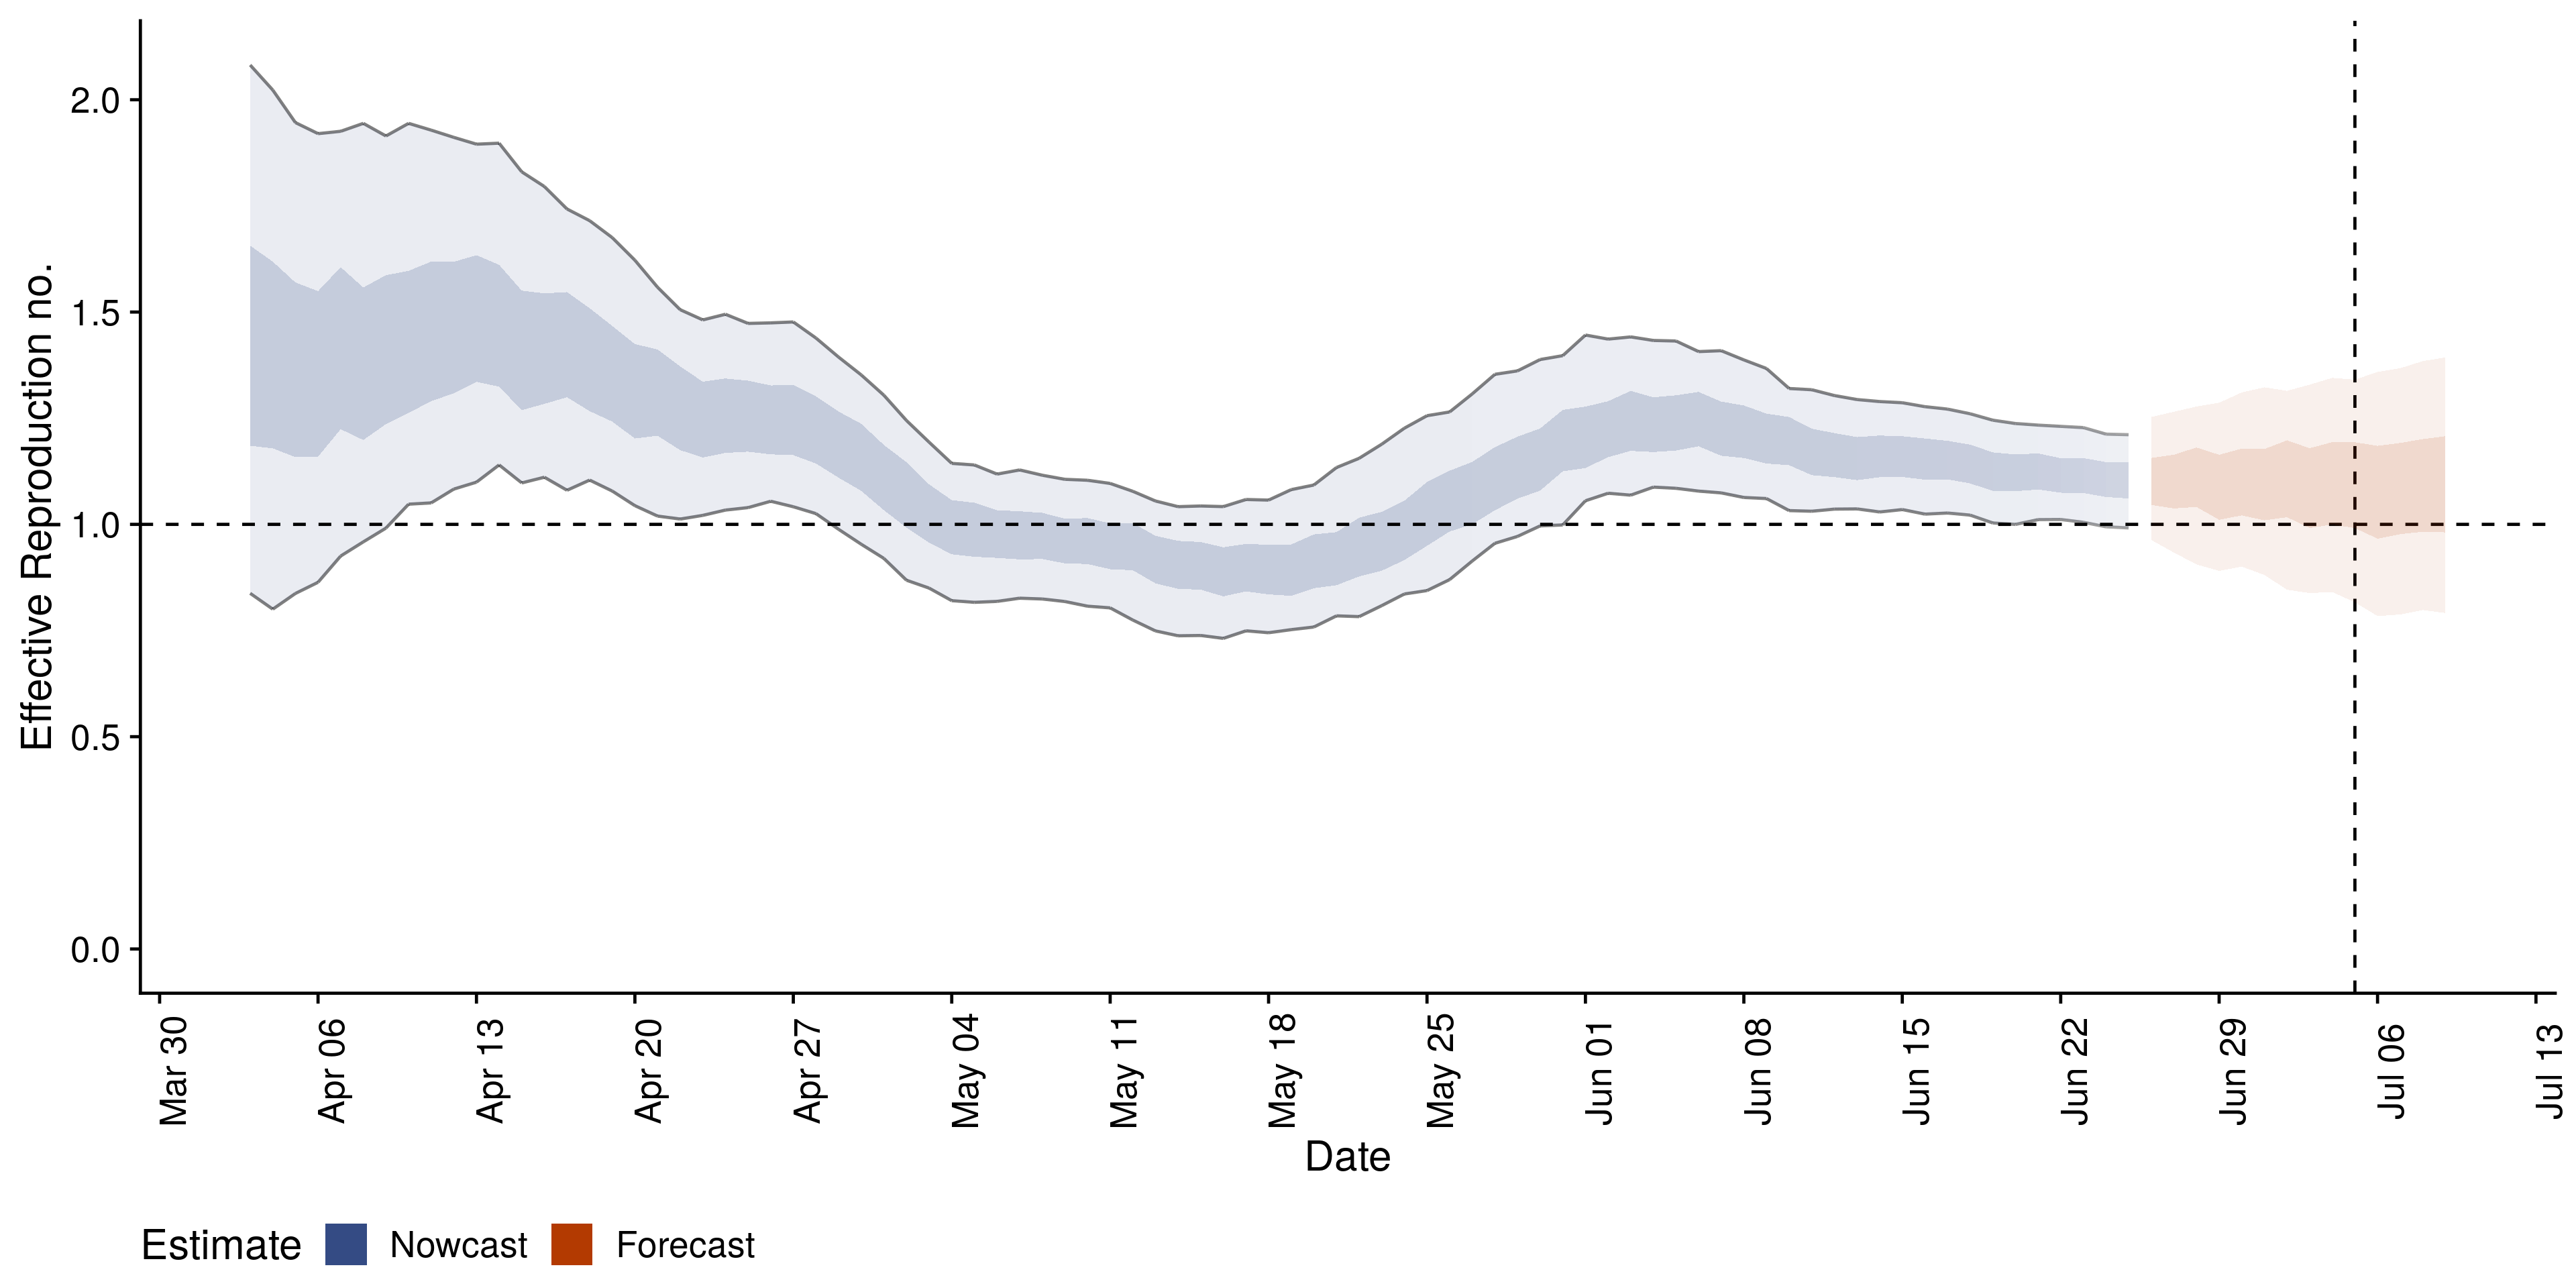 Effective Reproduction no.
2.0
1.5
1.0
0.5
0.0
Mar 30
Apr 06
Apr 13
Apr 20
Apr 27
May 04
May 11
May 18
May 25
Jun 01
Jun 08
Jun 15
Jun 22
Jun 29
Jul 06
Jul 13
Date
Estimate Nowcast Forecast